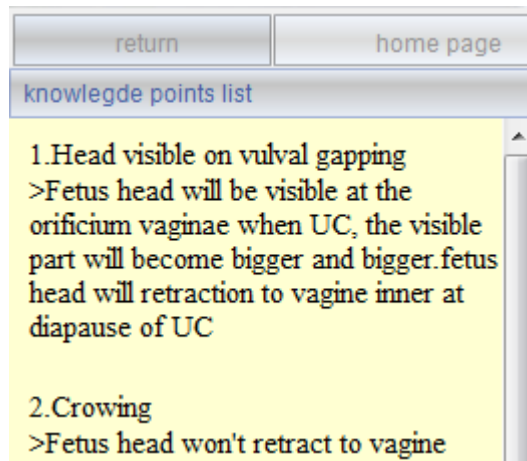 return home page
knowlegde points list
1.Head visible on vulval gapping
>Fetus head will be visible at the
orificium vaginae when UC, the visible
part will become bigger and bigger.fetus
head will retraction to vagine inner at
diapause of UC
2.Crowing
>Fetus head won't retract to vagine